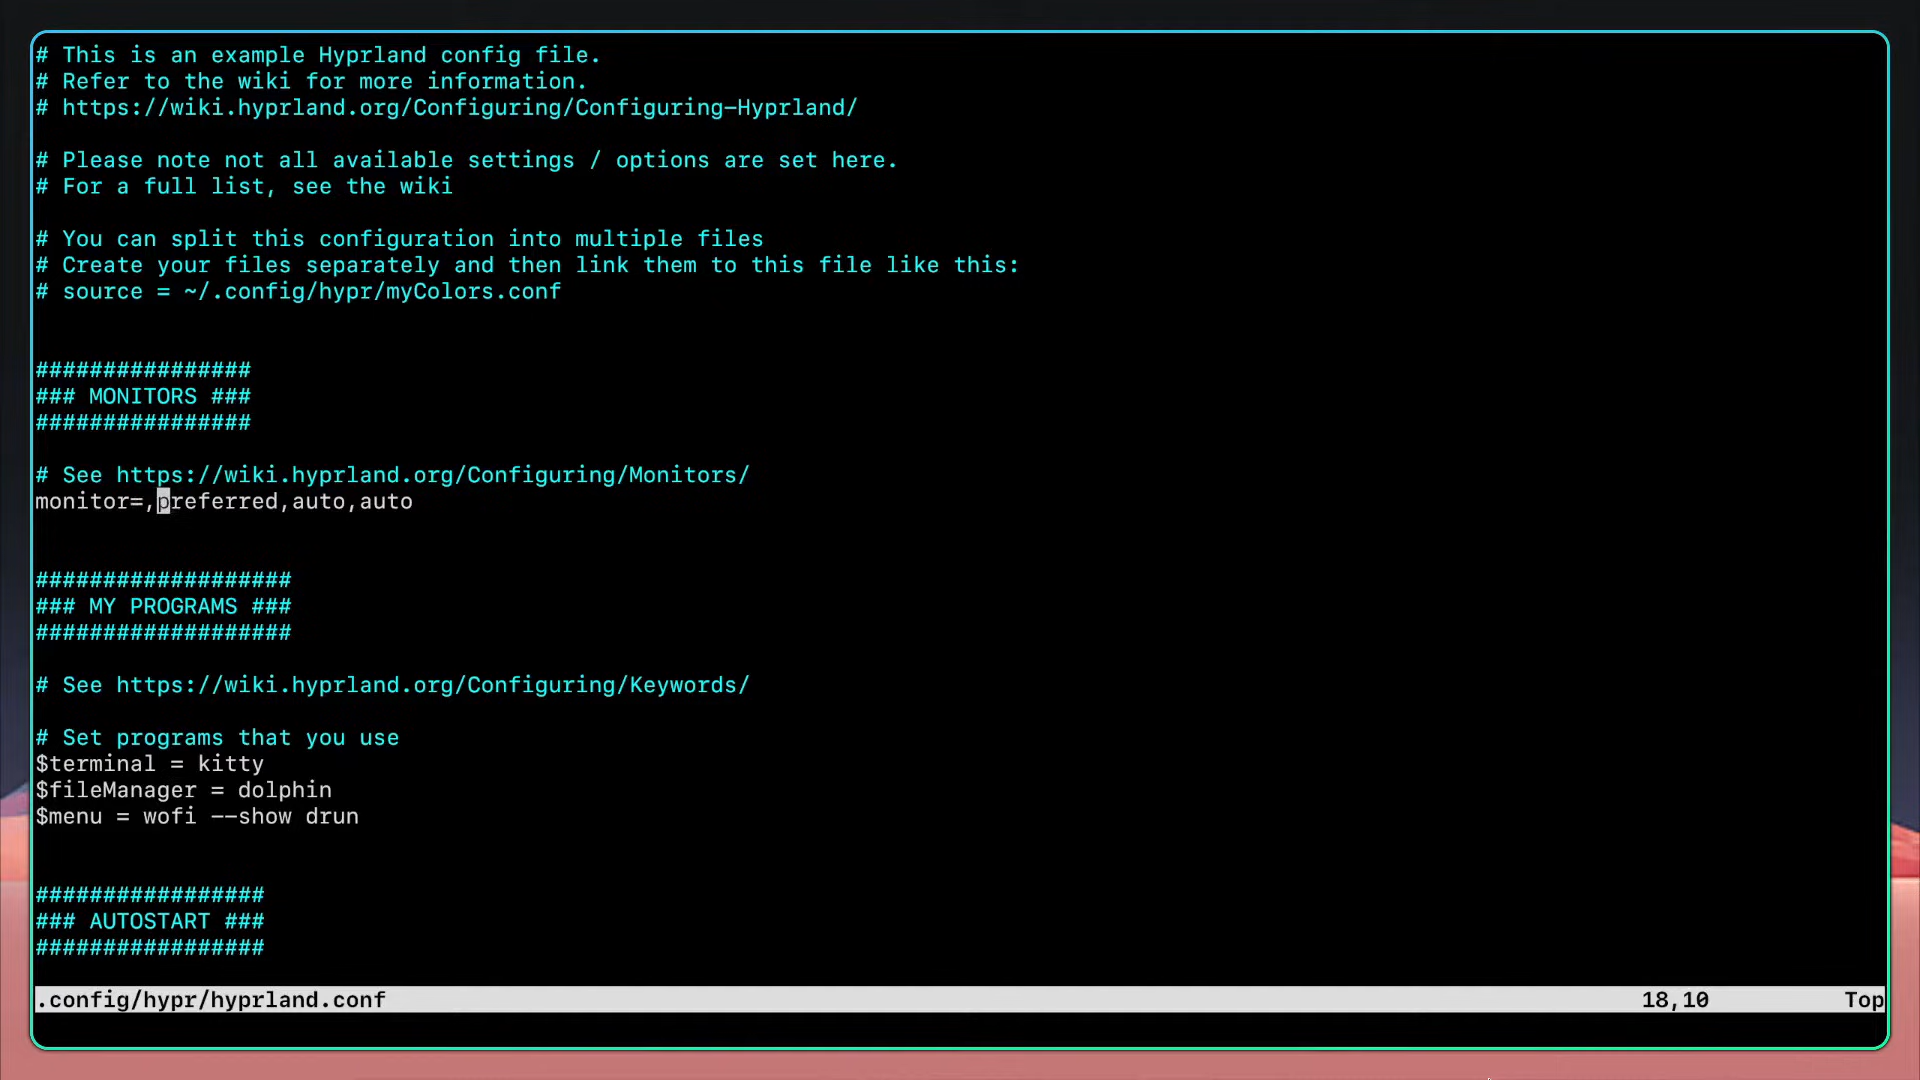 # This is an example Hyprland config file.
# Refer to the wiki for more information.
# https://wiki.hyprland.org/Configuring/Configuring-Hyprland/
# Please note not all available settings / options are set here.
# For a full list, see the wiki
# You can split this configuration into multiple files
# Create your files separately and then link them to this file like this:
# source = ~/.config/hypr/myColors.conf
################
### MONITORS ###
################
# See https://wiki.hyprland.org/Configuring/Monitors/
monitor=,preferred,auto,auto
###################
### MY PROGRAMS ###
###################
# See https://wiki.hyprland.org/Configuring/Keywords/
# Set programs that you use
$terminal = kitty
$fileManager = dolphin
$menu = wofi --show drun
#################
### AUTOSTART ###
#################
.config/hypr/hyprland.conf 18,10 Top